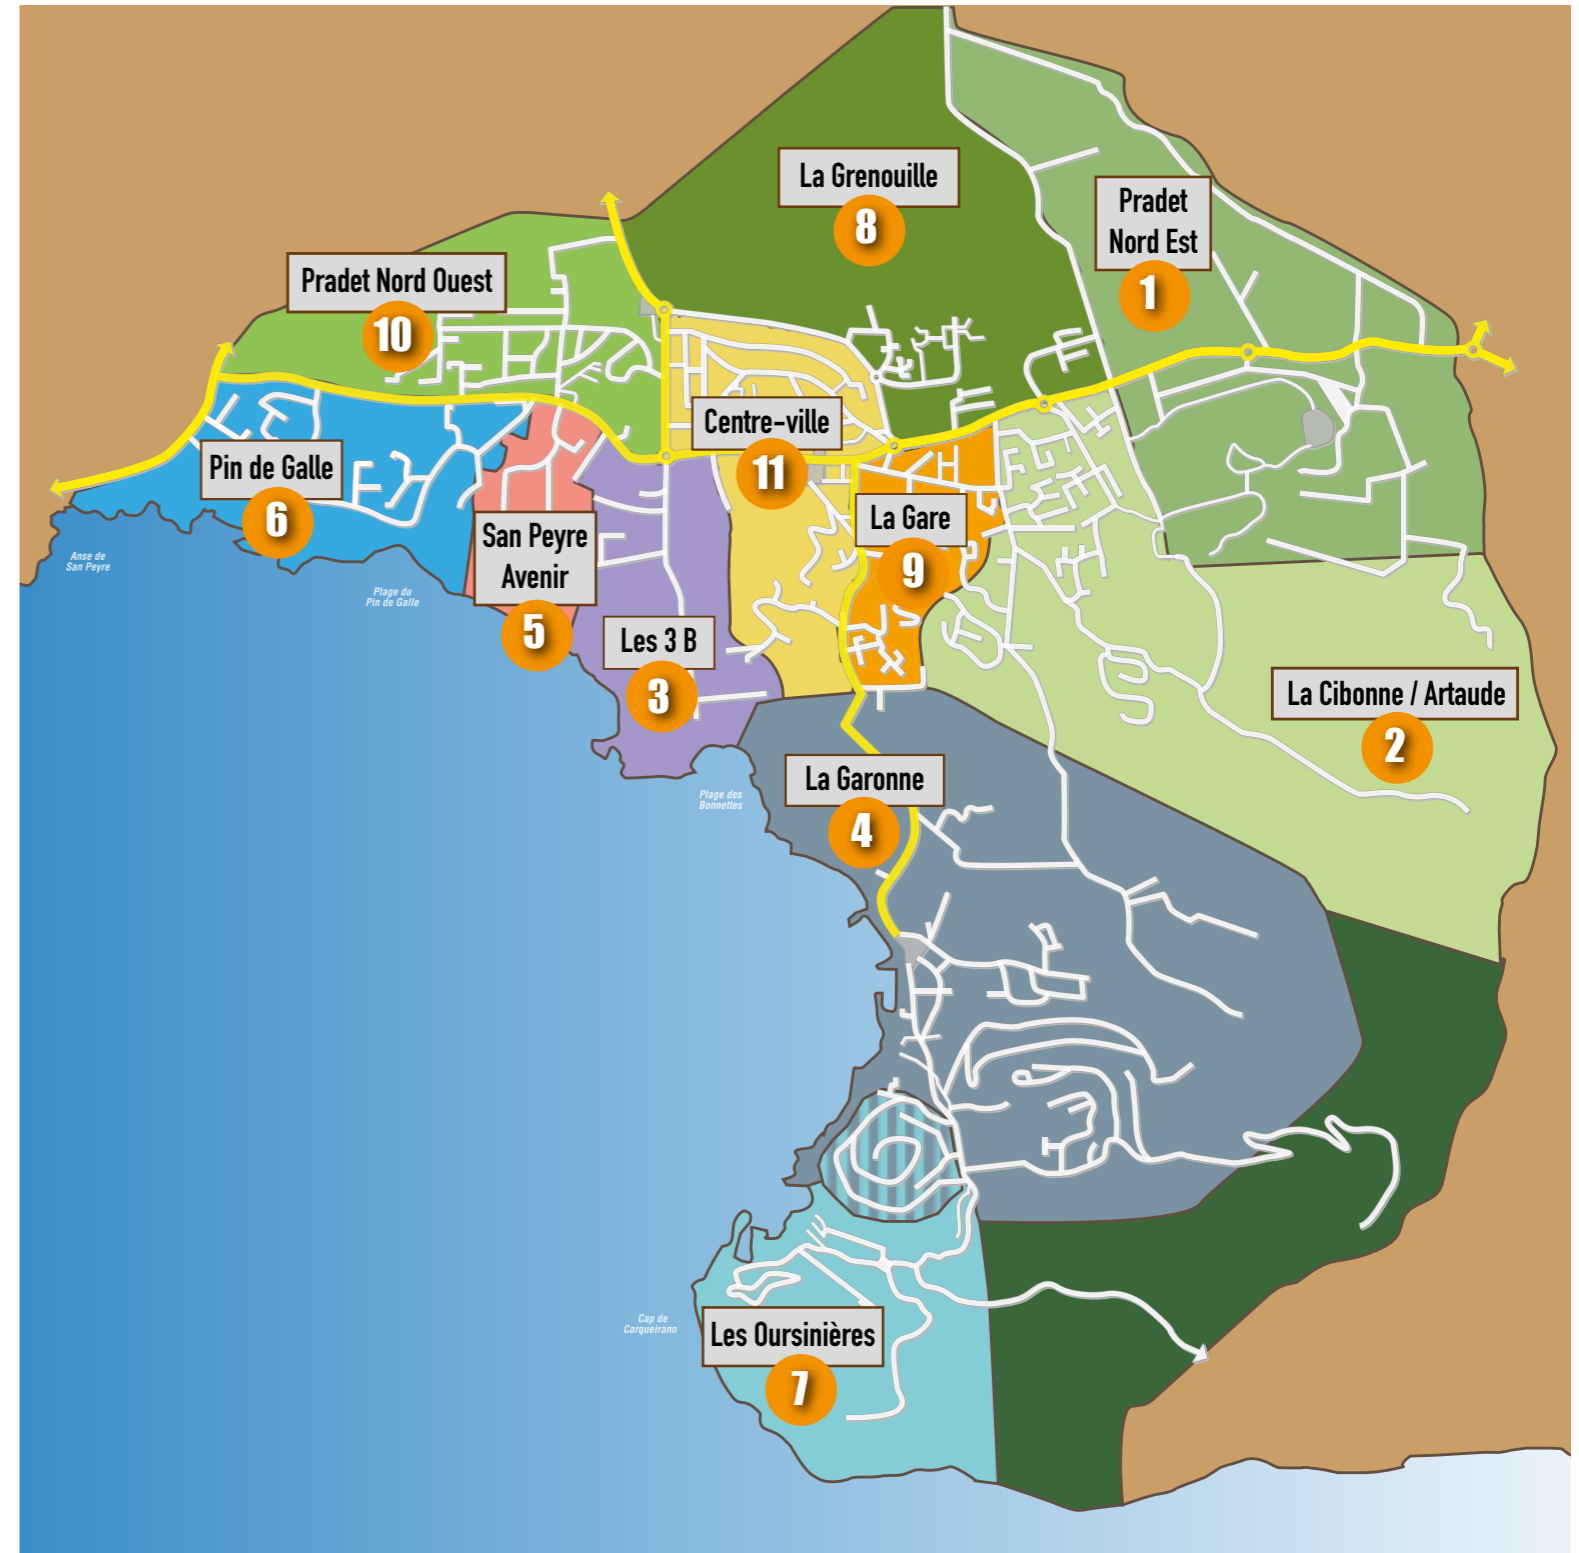 La Grenouille
8
Pradet
Nord Est
1
Pradet Nord Ouest
10
Centre-ville
11
Pin de Galle
6
La Gare
9
San Peyre
Avenir
5
Anse de
San Peyre
Plage du
Pin de Galle
Les 3 B
3
La Cibonne / Artaude
2
La Garonne
4
Plage des
Bonnettes
Cap de
Carqueirann
Les Oursinières
7